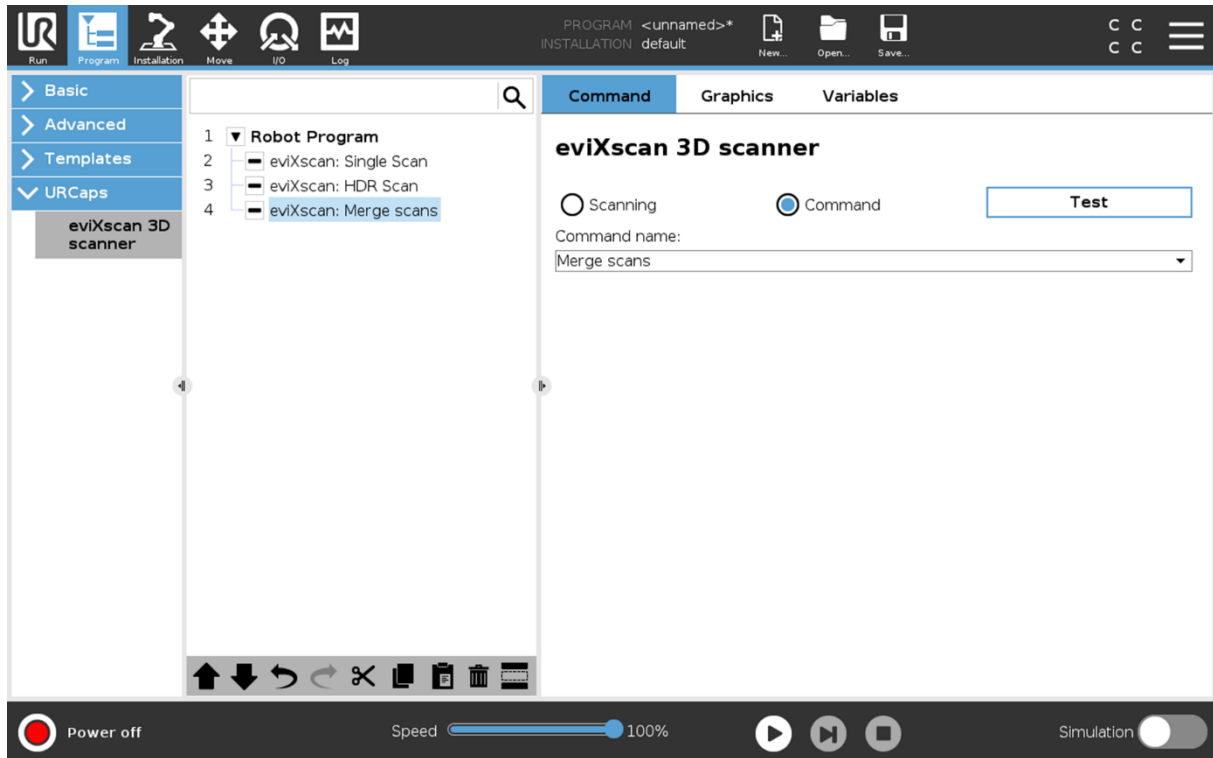 UR
PROGRAM <unnamed>*
INSTALLATION default
C C
C C
Run
Program
Installation
Move
I/O
Log
New...
Open...
Save...
Basic
Advanced
Templates
URCaps
eviXscan 3D
scanner
1 Robot Program
2 eviXscan: Single Scan
3 eviXscan: HDR Scan
4 eviXscan: Merge scans
Command Graphics Variables
eviXscan 3D scanner
Scanning Command Test
Command name:
Merge scans
Power off
Speed 100%
Simulation